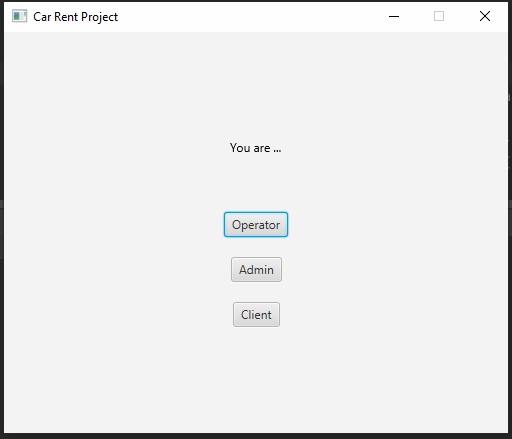 Car Rent Project
You are ...
Operator
Admin
Client